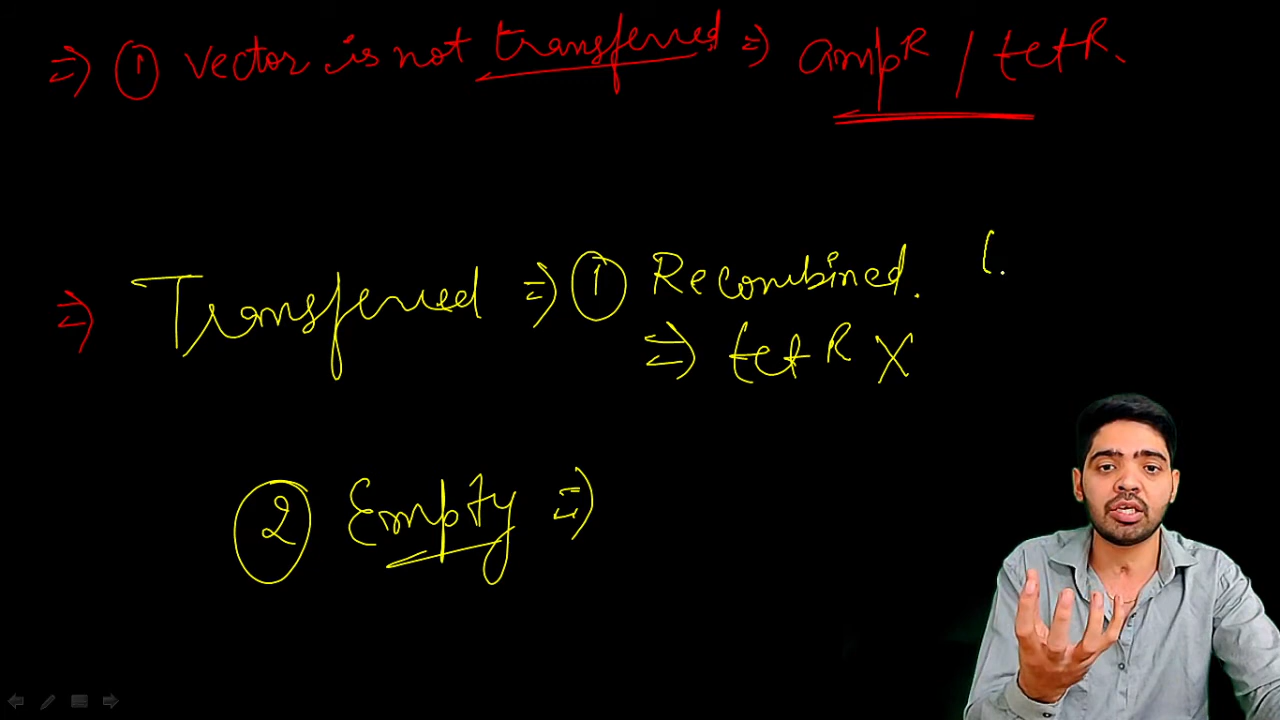 ⇒ ① vector is not transferred ⇒ ampR / tetR.
⇒ Transferred ⇒ ① Recombined. (.
⇒ tetR X
② Empty ⇒